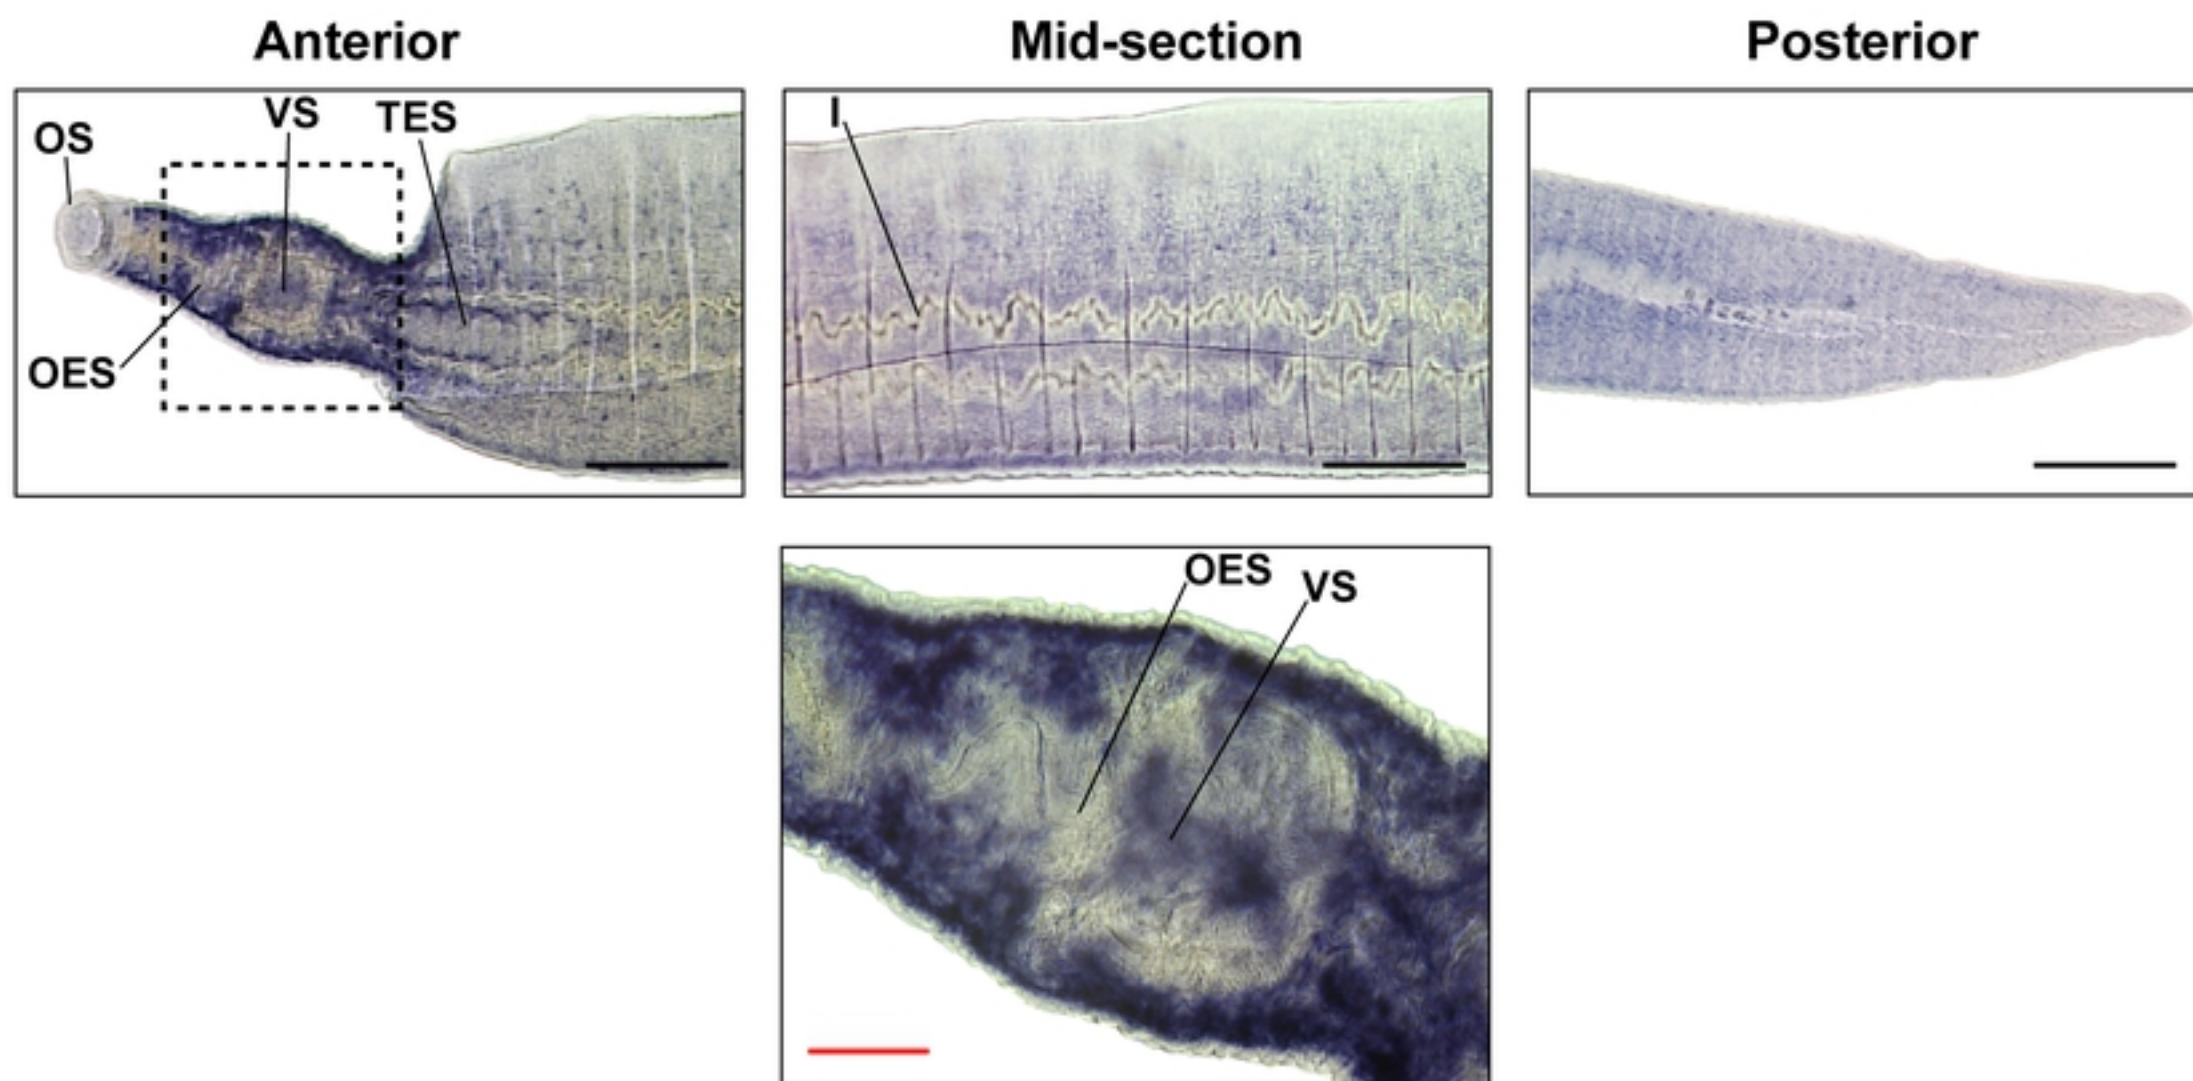 Anterior
Mid-section
Posterior
OS
VS
TES
OES
I
OES
VS